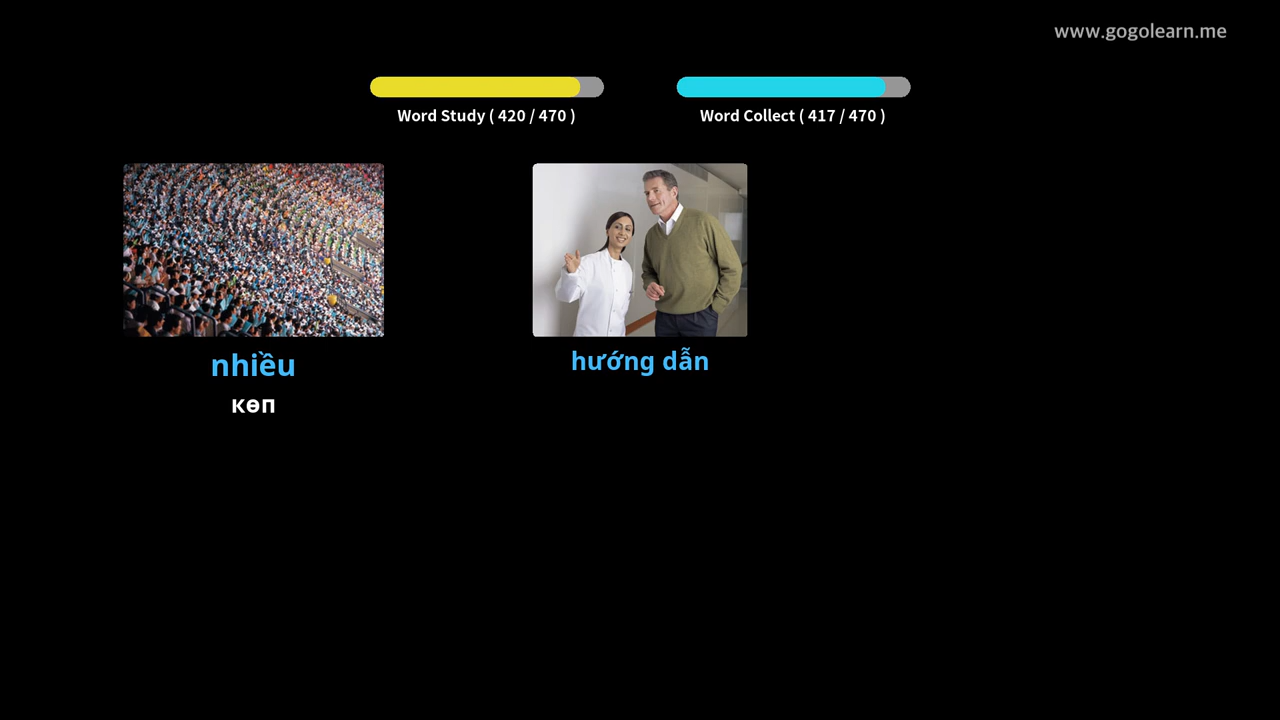 www.gogolearn.me
Word Study ( 420 / 470 )
Word Collect ( 417 / 470 )
nhiều
көп
hướng dẫn